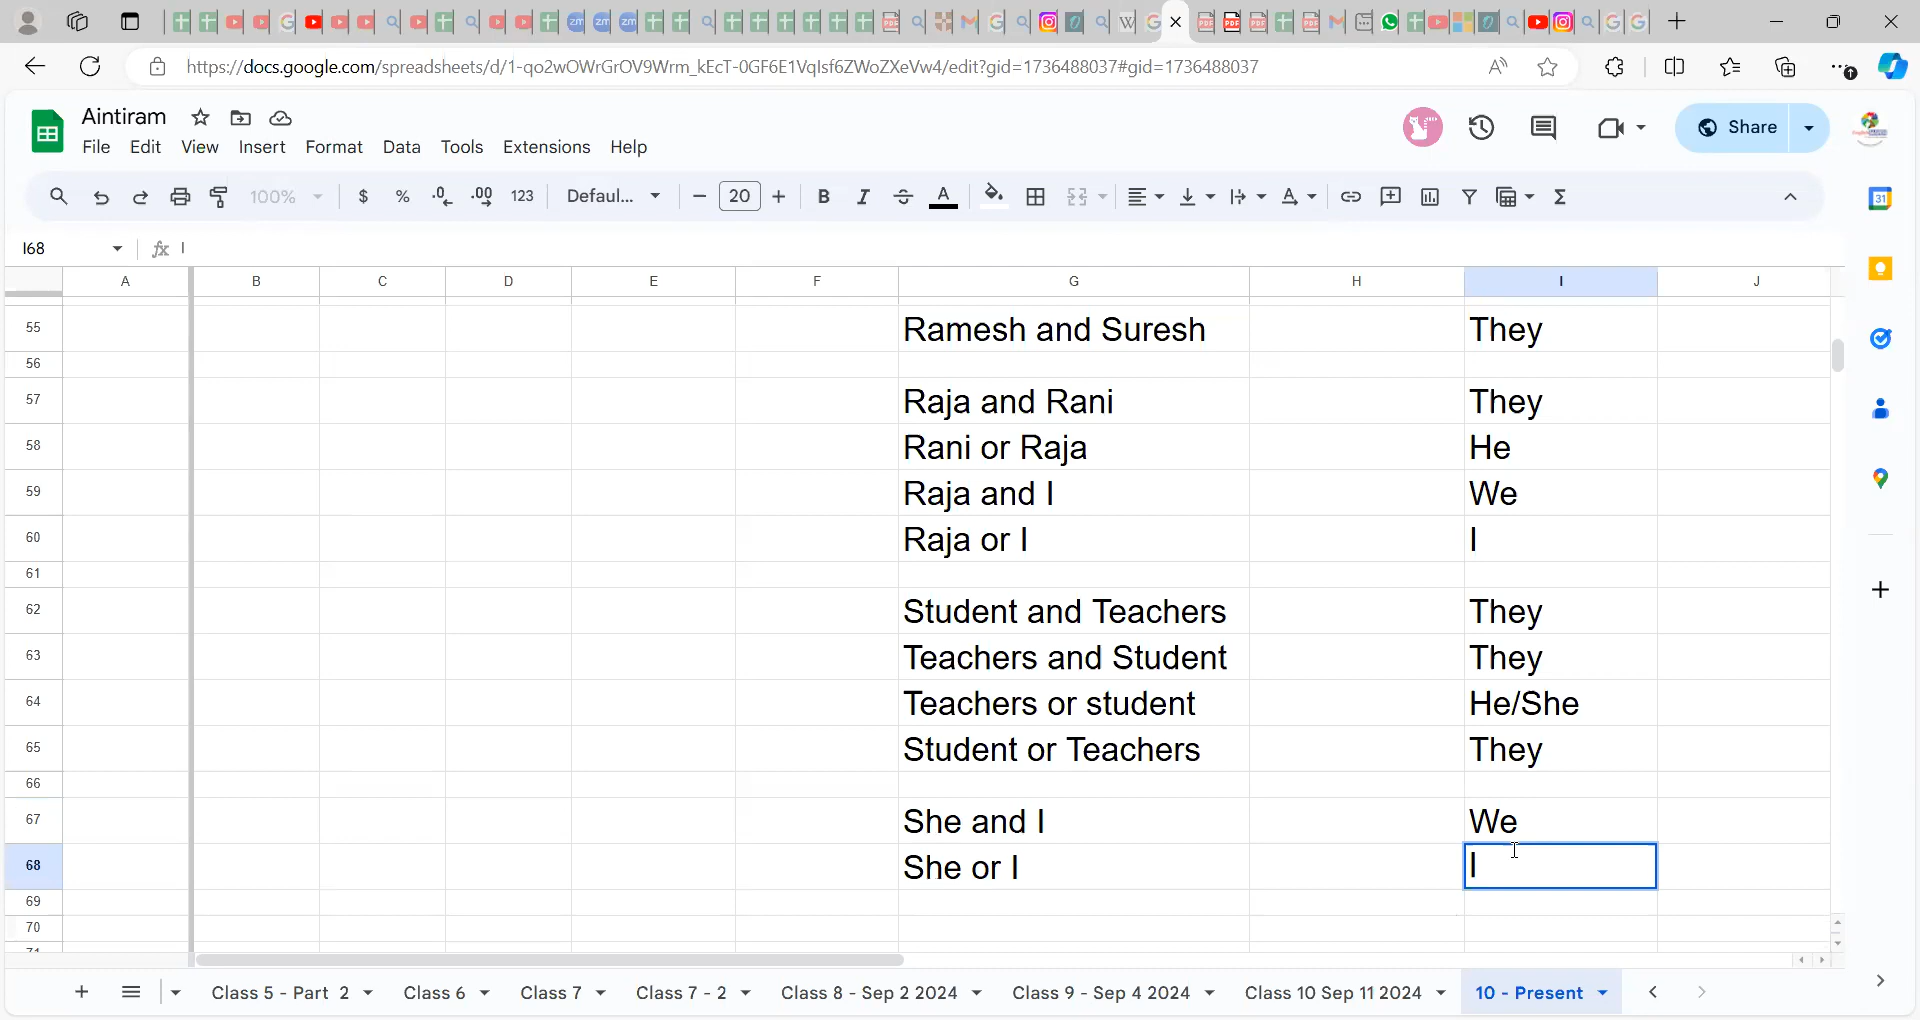 https://docs.google.com/spreadsheets/d/1-qo2wOWrGrOV9Wrm_kEcT-0GF6E1VqIsf6ZWoZXeVw4/edit?gid=1736488037#gid=1736488037
Aintiram
File Edit View Insert Format Data Tools Extensions Help
Share
100% $ % .0 .00 123 Defaul... 20 B I A
I68 fx I
A B C D E F G H I J
55 Ramesh and Suresh They
56
57 Raja and Rani They
58 Rani or Raja He
59 Raja and I We
60 Raja or I I
61
62 Student and Teachers They
63 Teachers and Student They
64 Teachers or student He/She
65 Student or Teachers They
66
67 She and I We
68 She or I I
69
70
71
Class 5 - Part 2 Class 6 Class 7 Class 7 - 2 Class 8 - Sep 2 2024 Class 9 - Sep 4 2024 Class 10 Sep 11 2024 10 - Present